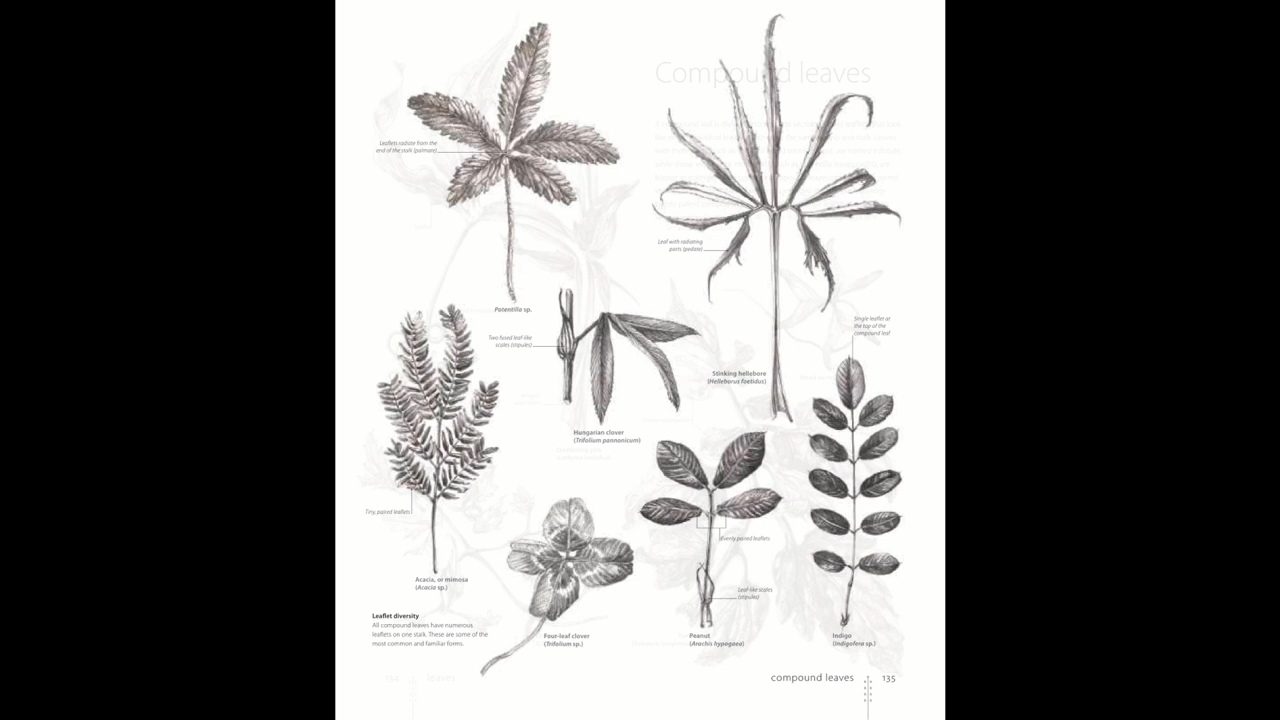 Compound leaves
Leaflets radiate from the
end of the stalk (palmate)
Leaf with radiating
parts (pedate)
Potentilla sp.
Two fused leaf-like
scales (stipules)
Single leaflet at
the top of the
compound leaf
Stinking hellebore
(Helleborus foetidus)
Hungarian clover
(Trifolium pannonicum)
Tiny, paired leaflets
Evenly paired leaflets
Acacia, or mimosa
(Acacia sp.)
Leaf-like scales
(stipules)
Leaflet diversity
All compound leaves have numerous
leaflets on one stalk. These are some of the
most common and familiar forms.
Four-leaf clover
(Trifolium sp.)
Peanut
(Arachis hypogaea)
Indigo
(Indigofera sp.)
134 leaves
compound leaves 135